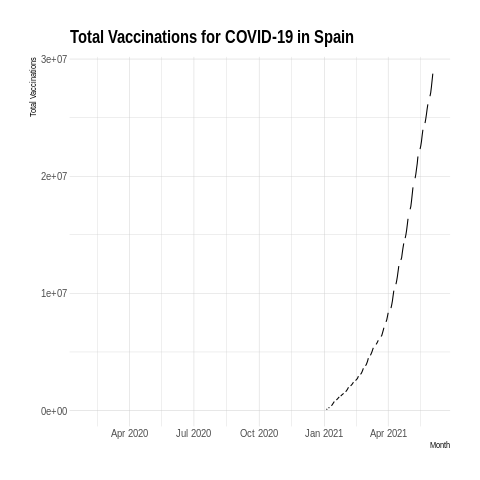 Total Vaccinations for COVID-19 in Spain
Total Vaccinations
3e+07
2e+07
1e+07
0e+00
Apr 2020 Jul 2020 Oct 2020 Jan 2021 Apr 2021
Month